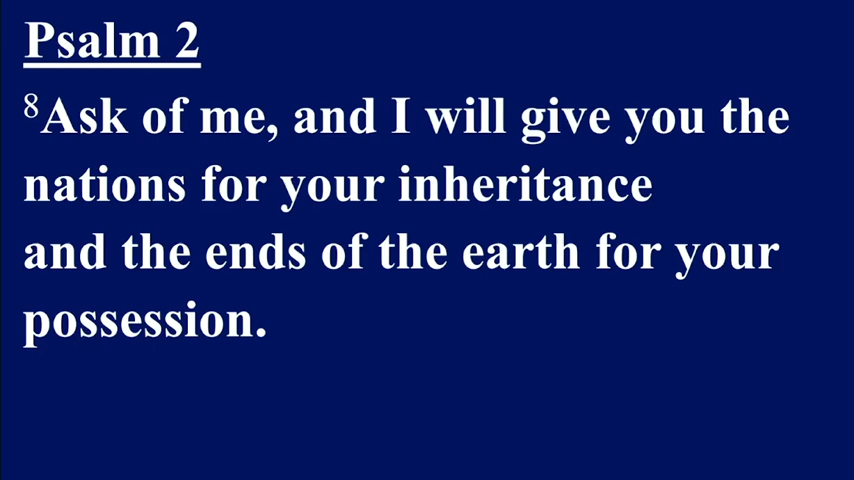 Psalm 2
⁸Ask of me, and I will give you the
nations for your inheritance
and the ends of the earth for your
possession.